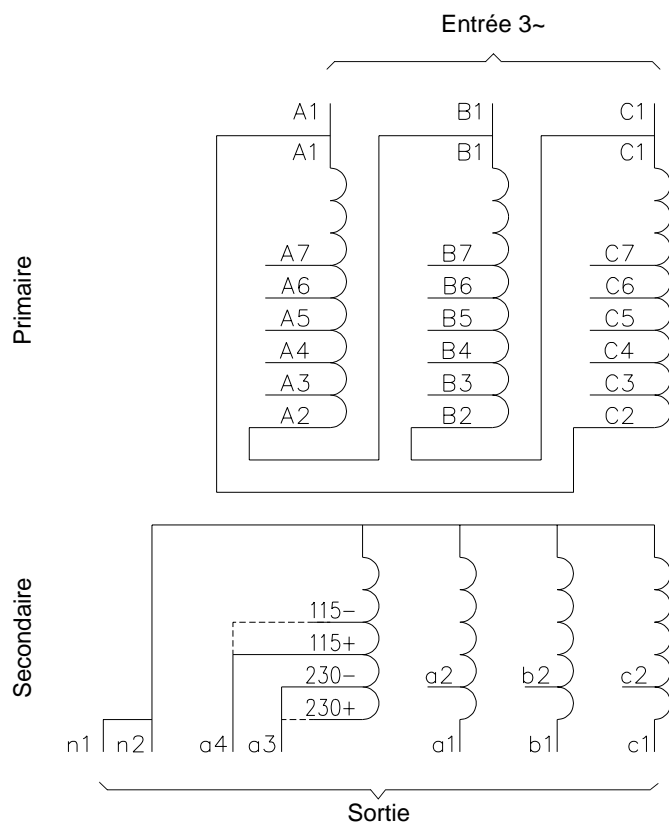 Entrée 3~
A1 B1 C1
A1 B1 C1
Primaire
A7 B7 C7
A6 B6 C6
A5 B5 C5
A4 B4 C4
A3 B3 C3
A2 B2 C2
Secondaire
115-
115+
230- a2 b2 c2
230+
n1 n2 a4 a3 a1 b1 c1
Sortie